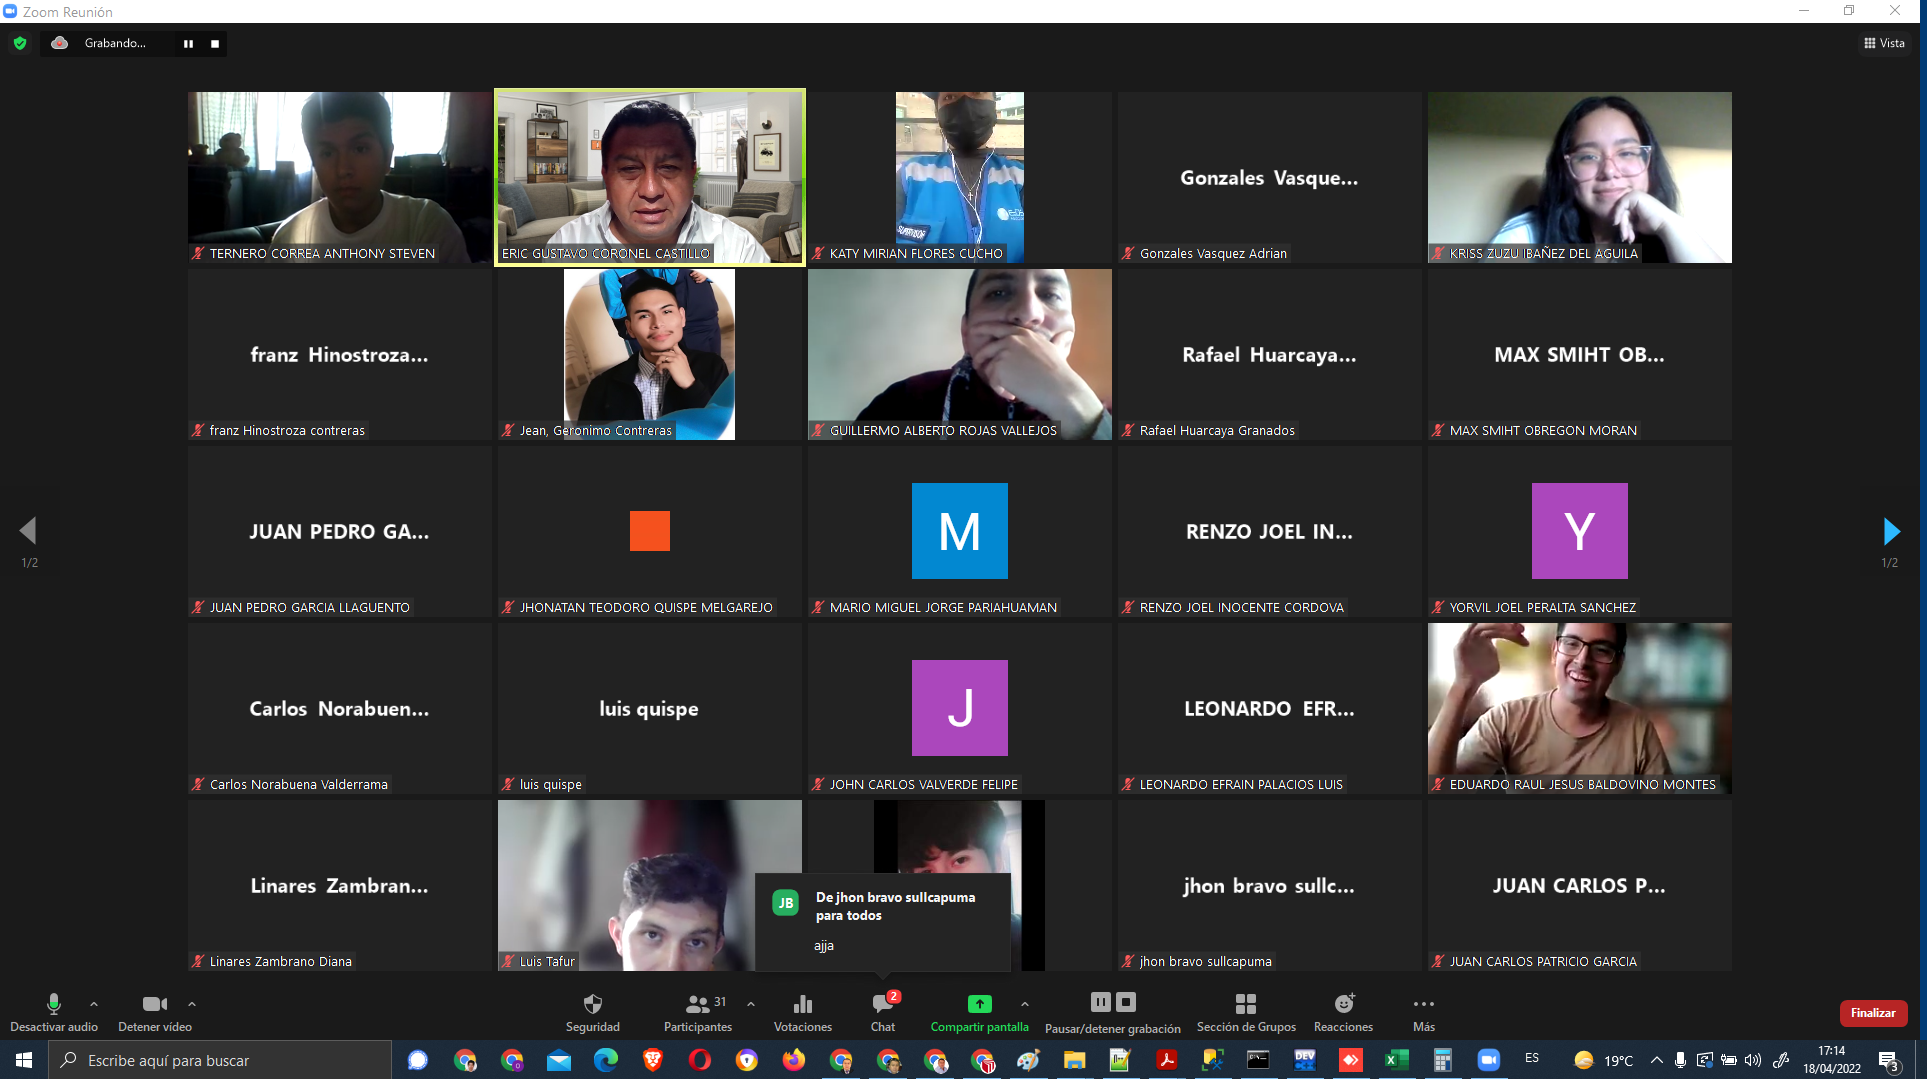 Zoom Reunión
Grabando...
Vista
TERNERO CORREA ANTHONY STEVEN
ERIC GUSTAVO CORONEL CASTILLO
SUPERVISOR
KATY MIRIAN FLORES CUCHO
Gonzales Vasque...
Gonzales Vasquez Adrian
KRISS ZUZU IBAÑEZ DEL AGUILA
franz Hinostroza...
franz Hinostroza contreras
Jean, Geronimo Contreras
GUILLERMO ALBERTO ROJAS VALLEJOS
Rafael Huarcaya...
Rafael Huarcaya Granados
MAX SMIHT OB...
MAX SMIHT OBREGON MORAN
1/2
JUAN PEDRO GA...
JUAN PEDRO GARCIA LLAGUENTO
JHONATAN TEODORO QUISPE MELGAREJO
M
MARIO MIGUEL JORGE PARIAHUAMAN
RENZO JOEL IN...
RENZO JOEL INOCENTE CORDOVA
Y
YORVIL JOEL PERALTA SANCHEZ
1/2
Carlos Norabuen...
Carlos Norabuena Valderrama
luis quispe
luis quispe
J
JOHN CARLOS VALVERDE FELIPE
LEONARDO EFR...
LEONARDO EFRAIN PALACIOS LUIS
EDUARDO RAUL JESUS BALDOVINO MONTES
Linares Zambran...
Linares Zambrano Diana
Luis Tafur
JB
De jhon bravo sullcapuma
para todos
ajja
jhon bravo sullc...
jhon bravo sullcapuma
JUAN CARLOS P...
JUAN CARLOS PATRICIO GARCIA
Desactivar audio
Detener vídeo
Seguridad
31
Participantes
Votaciones
2
Chat
Compartir pantalla
Pausar/detener grabación
Sección de Grupos
Reacciones
Más
Finalizar
Escribe aquí para buscar
DEV
ES
19°C
17:14
18/04/2022
3